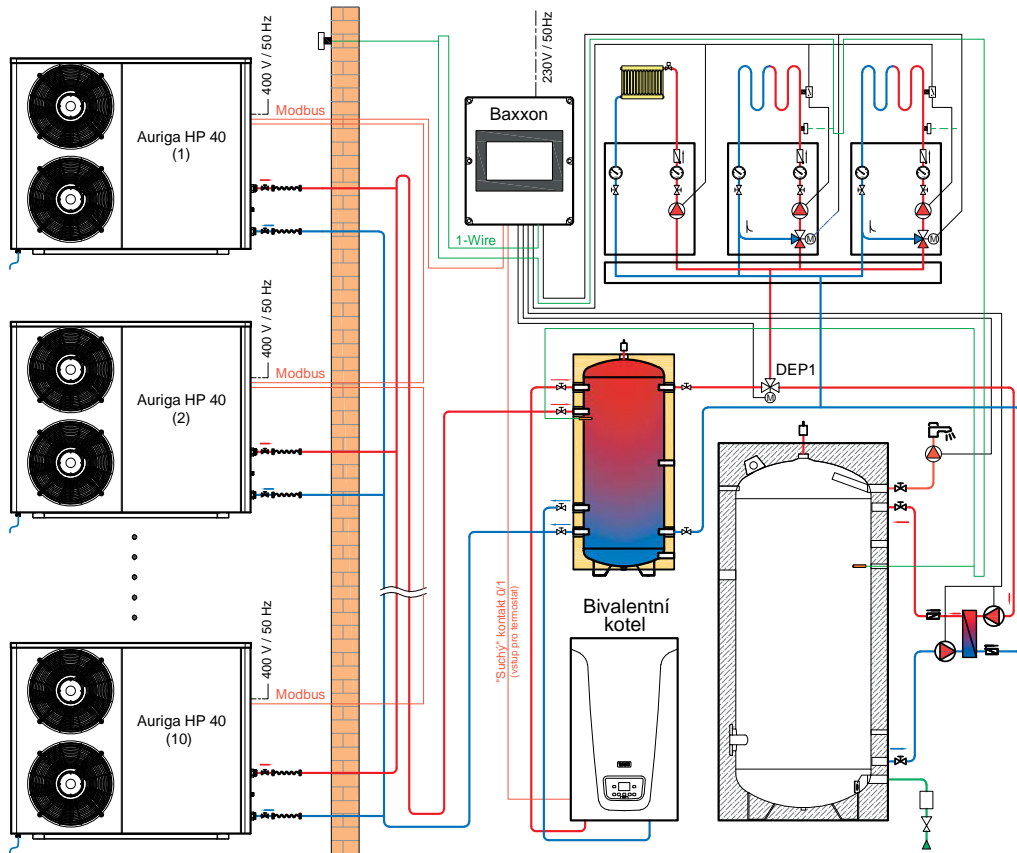 400 V / 50 Hz
Modbus
Auriga HP 40
(1)
230V / 50Hz
Baxxon
1-Wire
M
M
400 V / 50 Hz
Modbus
Auriga HP 40
(2)
DEP1
M
400 V / 50 Hz
Modbus
Auriga HP 40
(10)
"Suchý" kontakt 0/1
(vstup pro termostat)
Bivalentní
kotel